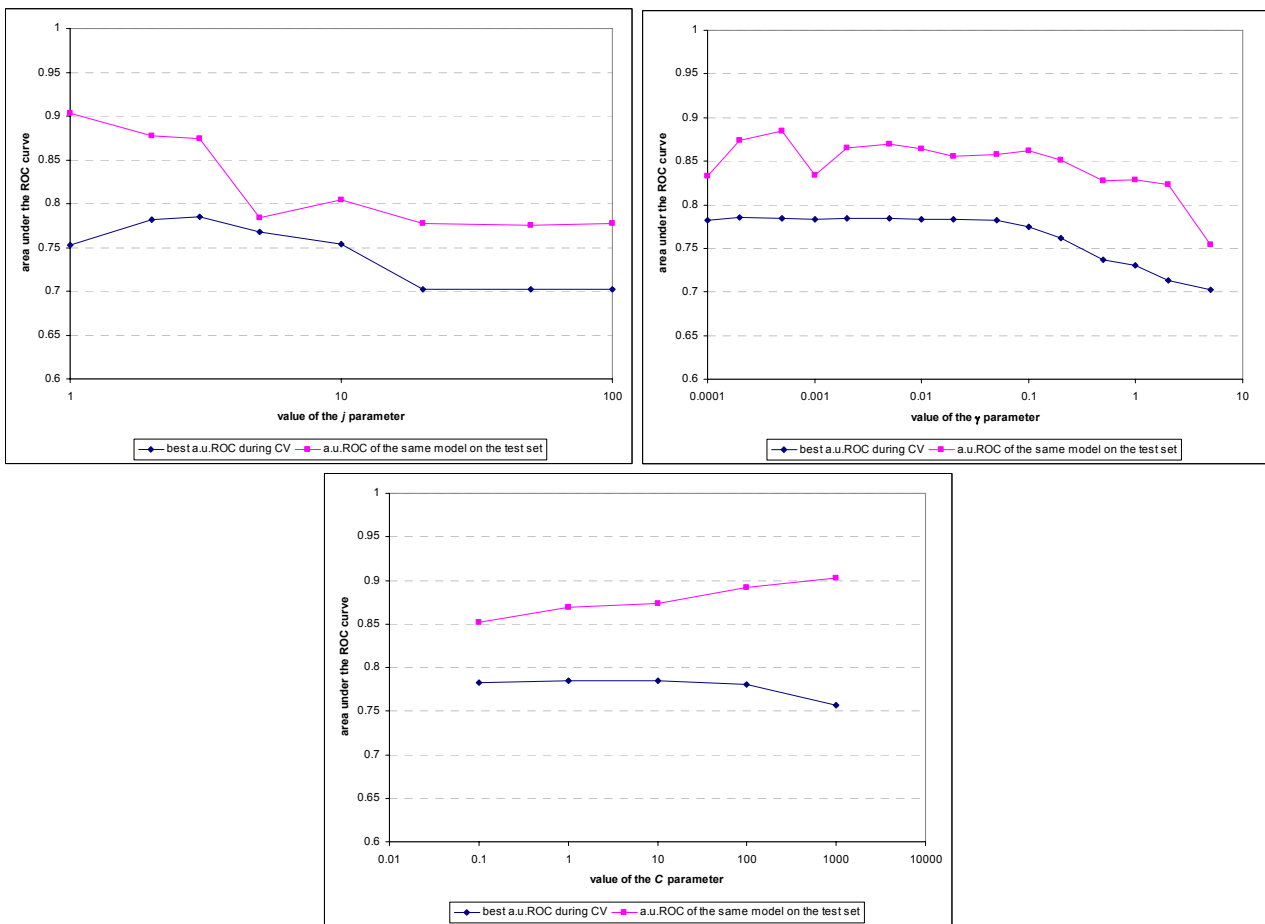 1
0.95
0.9
0.85
0.8
0.75
0.7
0.65
0.6
area under the ROC curve
1 10 100
value of the j parameter
best a.u.ROC during CV a.u.ROC of the same model on the test set
1
0.95
0.9
0.85
0.8
0.75
0.7
0.65
0.6
area under the ROC curve
0.0001 0.001 0.01 0.1 1 10
value of the γ parameter
best a.u.ROC during CV a.u.ROC of the same model on the test set
1
0.95
0.9
0.85
0.8
0.75
0.7
0.65
0.6
area under the ROC curve
0.01 0.1 1 10 100 1000 10000
value of the C parameter
best a.u.ROC during CV a.u.ROC of the same model on the test set